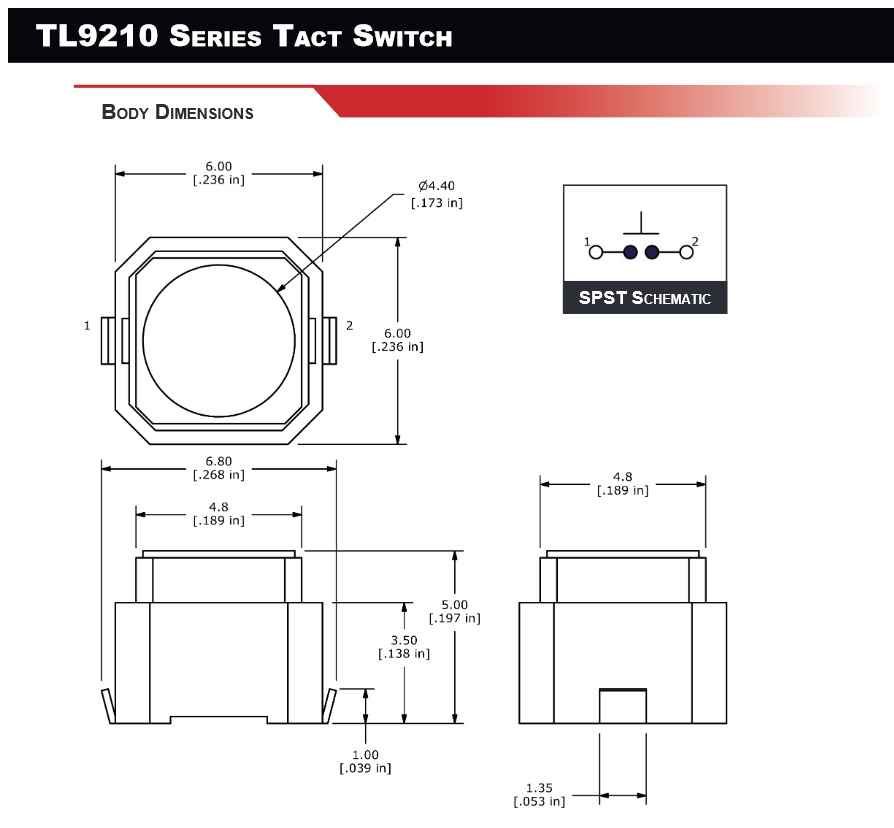 TL9210 SERIES TACT SWITCH
BODY DIMENSIONS
6.00
[.236 in]
Ø4.40
[.173 in]
1
2
SPST SCHEMATIC
1
2
6.00
[.236 in]
6.80
[.268 in]
4.8
[.189 in]
4.8
[.189 in]
5.00
[.197 in]
3.50
[.138 in]
1.00
[.039 in]
1.35
[.053 in]